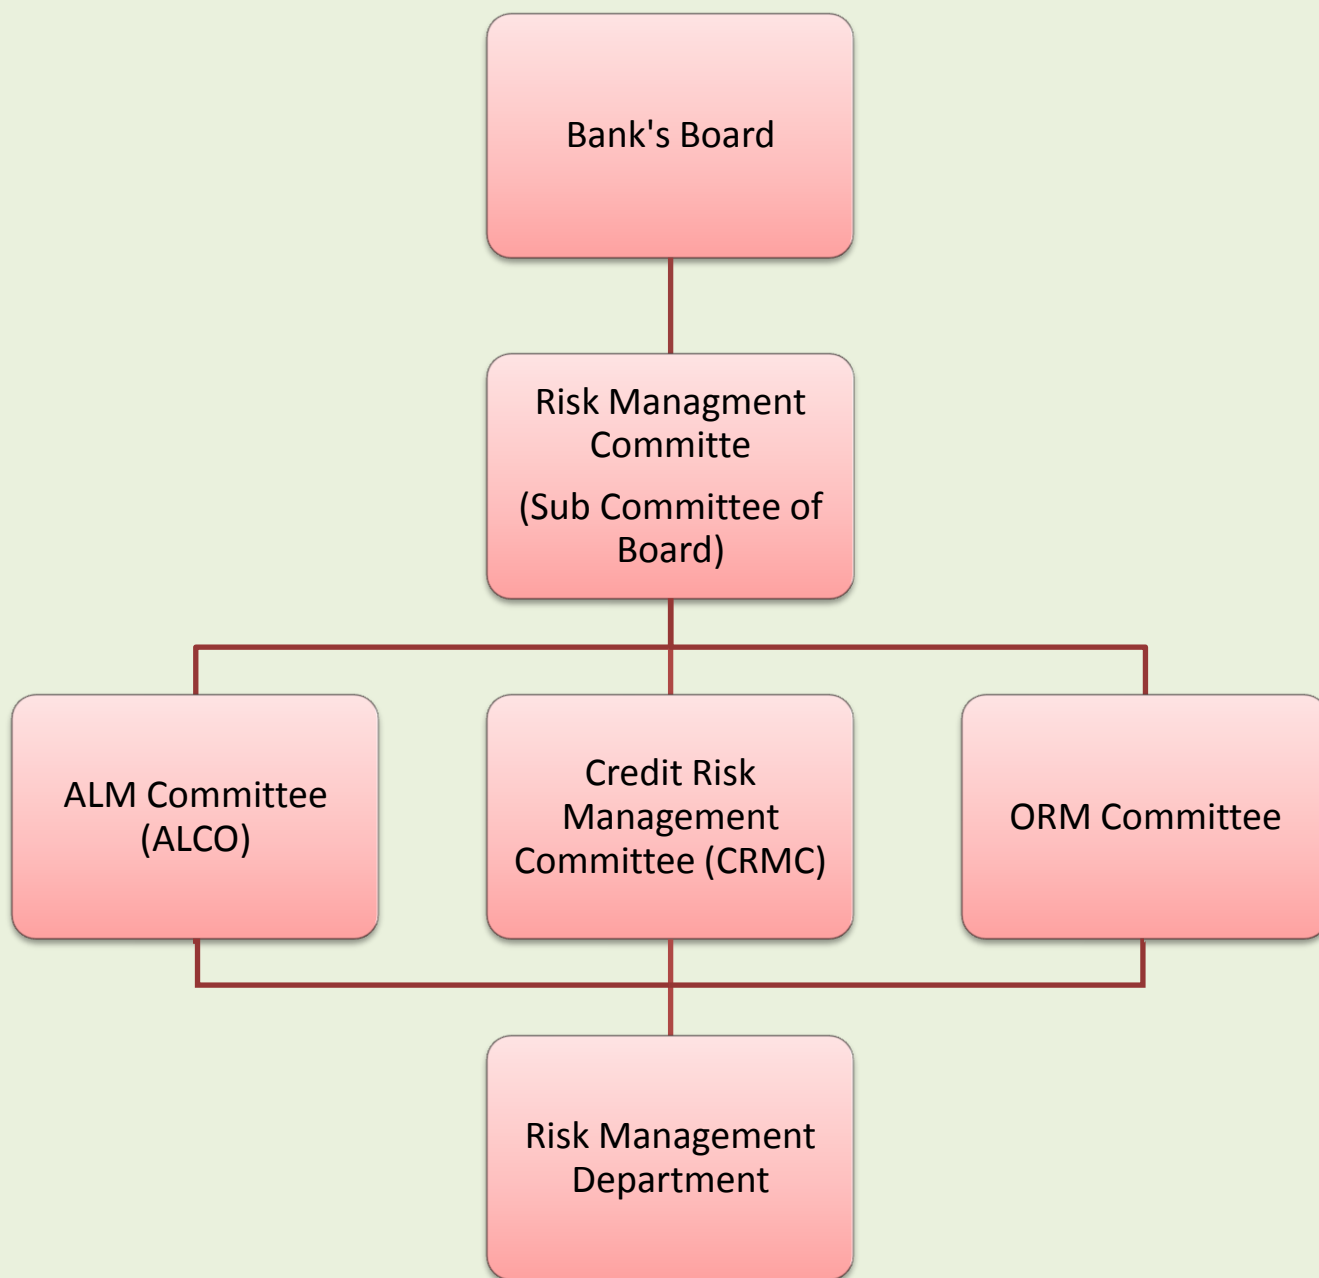 Bank's Board
Risk Managment
Committe
(Sub Committee of
Board)
ALM Committee
(ALCO)
Credit Risk
Management
Committee (CRMC)
ORM Committee
Risk Management
Department